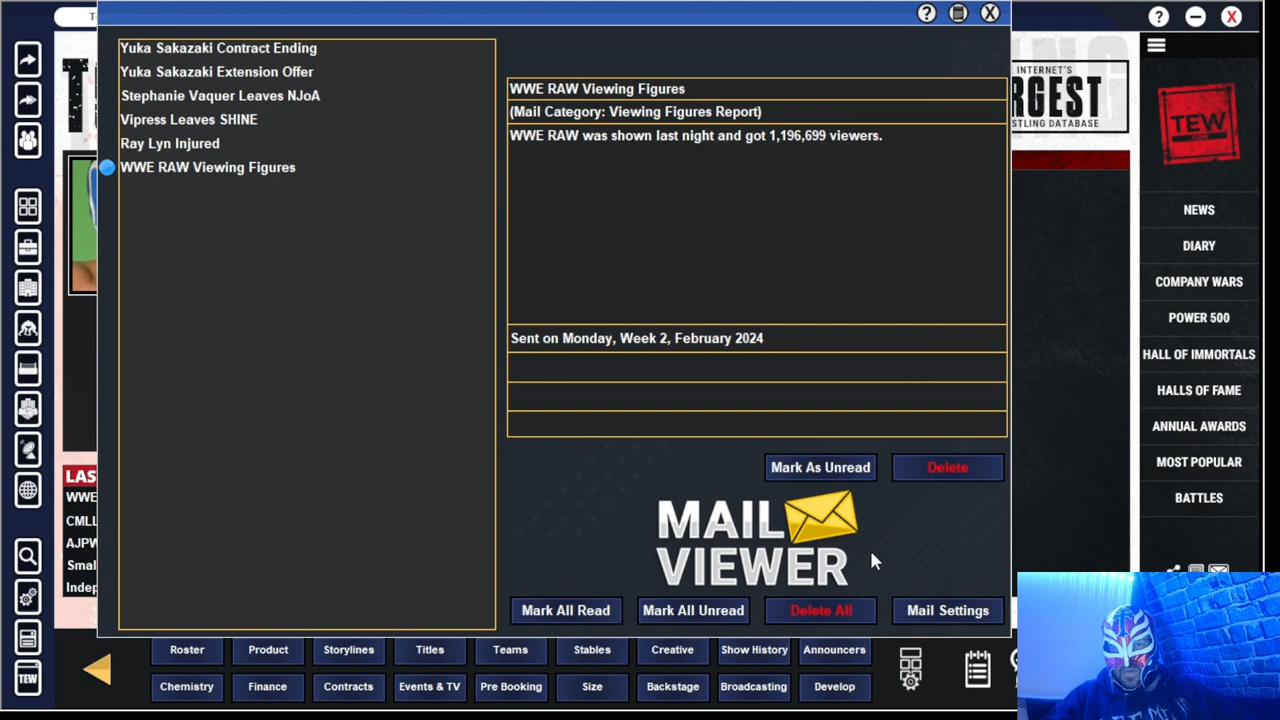 T
INTERNET'S
RGEST
STLING DATABASE
Yuka Sakazaki Contract Ending
Yuka Sakazaki Extension Offer
Stephanie Vaquer Leaves NJoA
Vipress Leaves SHINE
Ray Lyn Injured
WWE RAW Viewing Figures
WWE RAW Viewing Figures
(Mail Category: Viewing Figures Report)
WWE RAW was shown last night and got 1,196,699 viewers.
Sent on Monday, Week 2, February 2024
Mark As Unread
Delete
MAIL
VIEWER
Mark All Read
Mark All Unread
Delete All
Mail Settings
TEW
.COM
NEWS
DIARY
COMPANY WARS
POWER 500
HALL OF IMMORTALS
HALLS OF FAME
ANNUAL AWARDS
MOST POPULAR
BATTLES
LAS
WWE
CMLL
AJPW
Smal
Indep
TEW
Roster
Product
Storylines
Titles
Teams
Stables
Creative
Show History
Announcers
Chemistry
Finance
Contracts
Events & TV
Pre Booking
Size
Backstage
Broadcasting
Develop